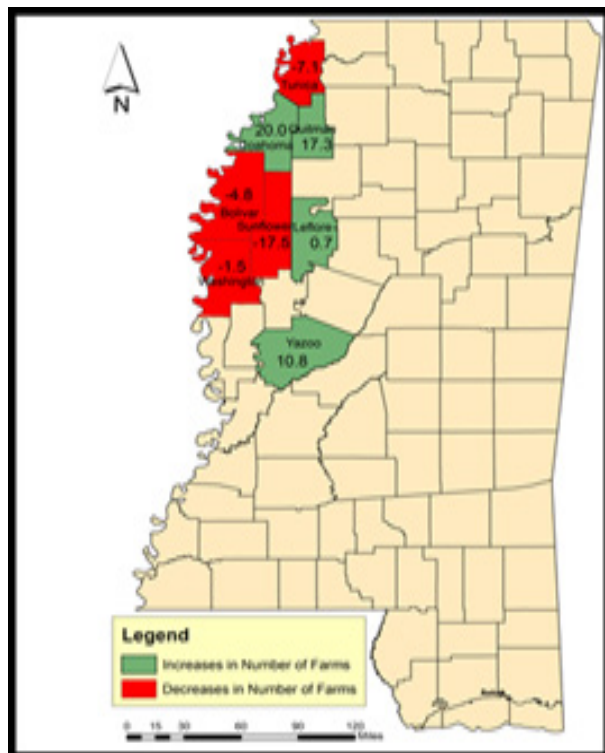 N
-7.1
Tunica
20.0
Coahoma
Quitman
17.3
-4.8
Bolivar
Sunflower
-17.5
Leflore
0.7
-1.5
Washington
Yazoo
10.8
Legend
Increases in Number of Farms
Decreases in Number of Farms
0 15 30 60 90 120
Miles